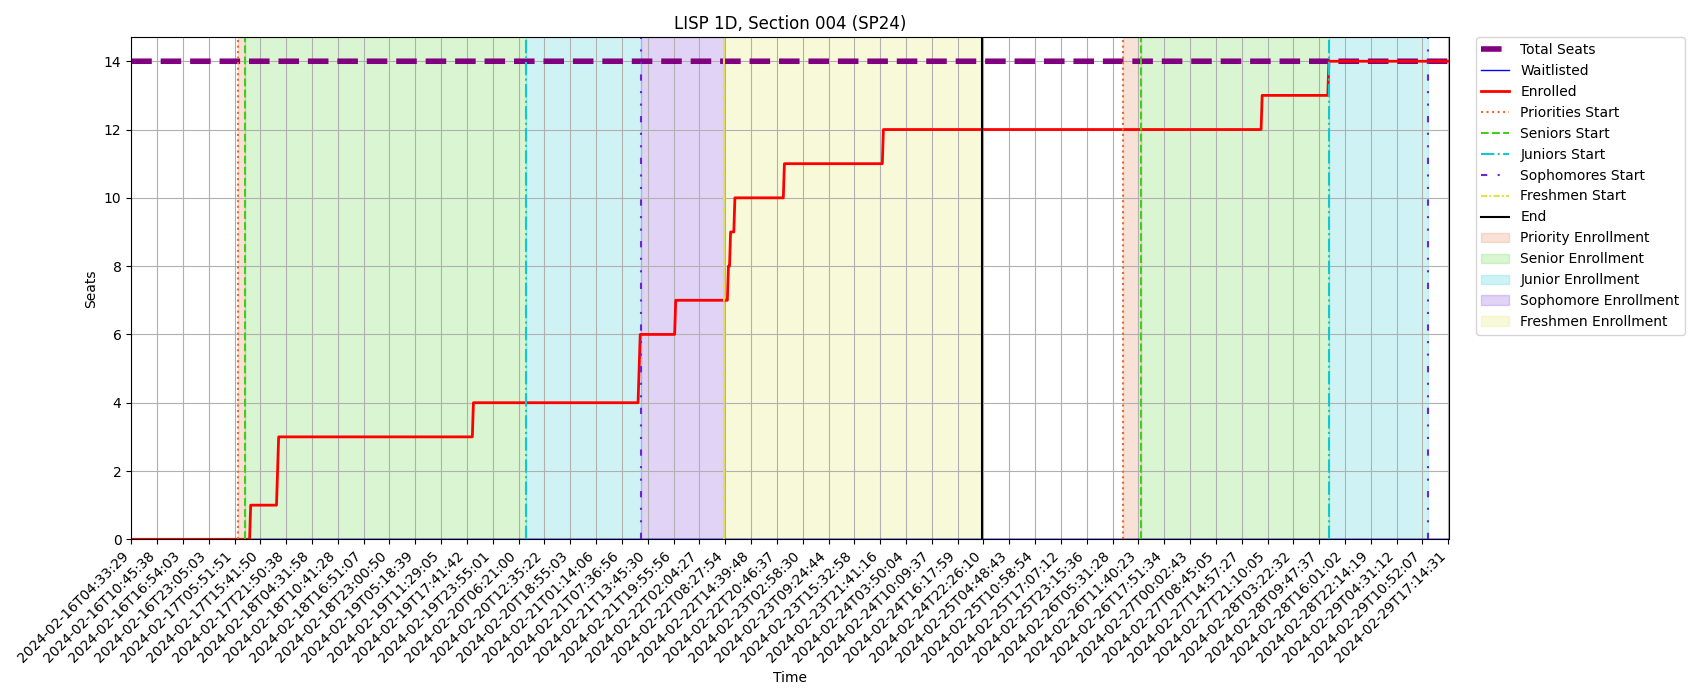 LISP 1D, Section 004 (SP24)
14
12
10
8
6
4
2
0
Seats
2024-02-16T04:33:29
2024-02-16T10:45:38
2024-02-16T16:54:03
2024-02-16T23:05:03
2024-02-17T05:51:51
2024-02-17T15:41:50
2024-02-17T21:50:38
2024-02-18T04:31:58
2024-02-18T10:41:28
2024-02-18T16:51:07
2024-02-18T23:00:50
2024-02-19T05:18:39
2024-02-19T11:29:05
2024-02-19T17:41:42
2024-02-19T23:55:01
2024-02-20T06:21:00
2024-02-20T12:35:22
2024-02-20T18:55:03
2024-02-21T01:14:06
2024-02-21T07:36:56
2024-02-21T13:45:30
2024-02-21T19:55:56
2024-02-22T02:04:27
2024-02-22T08:27:54
2024-02-22T14:39:48
2024-02-22T20:46:37
2024-02-23T02:58:30
2024-02-23T09:24:44
2024-02-23T15:32:58
2024-02-23T21:41:16
2024-02-24T03:50:04
2024-02-24T10:09:37
2024-02-24T16:17:59
2024-02-24T22:26:10
2024-02-25T04:48:43
2024-02-25T10:58:54
2024-02-25T17:07:12
2024-02-25T23:15:36
2024-02-26T05:31:28
2024-02-26T11:40:23
2024-02-26T17:51:34
2024-02-27T00:02:43
2024-02-27T08:45:05
2024-02-27T14:57:27
2024-02-27T21:10:05
2024-02-28T03:22:32
2024-02-28T09:47:37
2024-02-28T16:01:02
2024-02-28T22:14:19
2024-02-29T04:31:12
2024-02-29T10:52:07
2024-02-29T17:14:31
Time
Total Seats
Waitlisted
Enrolled
Priorities Start
Seniors Start
Juniors Start
Sophomores Start
Freshmen Start
End
Priority Enrollment
Senior Enrollment
Junior Enrollment
Sophomore Enrollment
Freshmen Enrollment